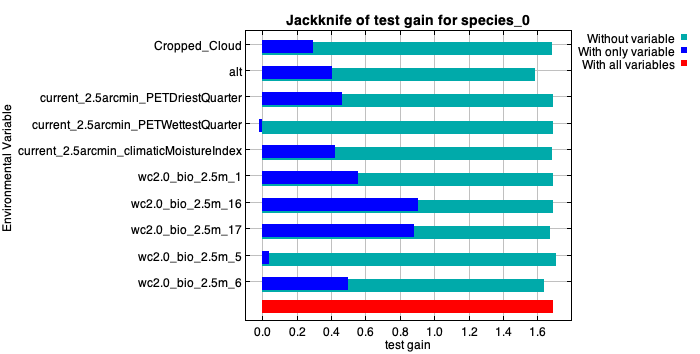 Jackknife of test gain for species_0
Without variable
With only variable
With all variables
Environmental Variable
Cropped_Cloud
alt
current_2.5arcmin_PETDriestQuarter
current_2.5arcmin_PETWettestQuarter
current_2.5arcmin_climaticMoistureIndex
wc2.0_bio_2.5m_1
wc2.0_bio_2.5m_16
wc2.0_bio_2.5m_17
wc2.0_bio_2.5m_5
wc2.0_bio_2.5m_6
0.0 0.2 0.4 0.6 0.8 1.0 1.2 1.4 1.6
test gain